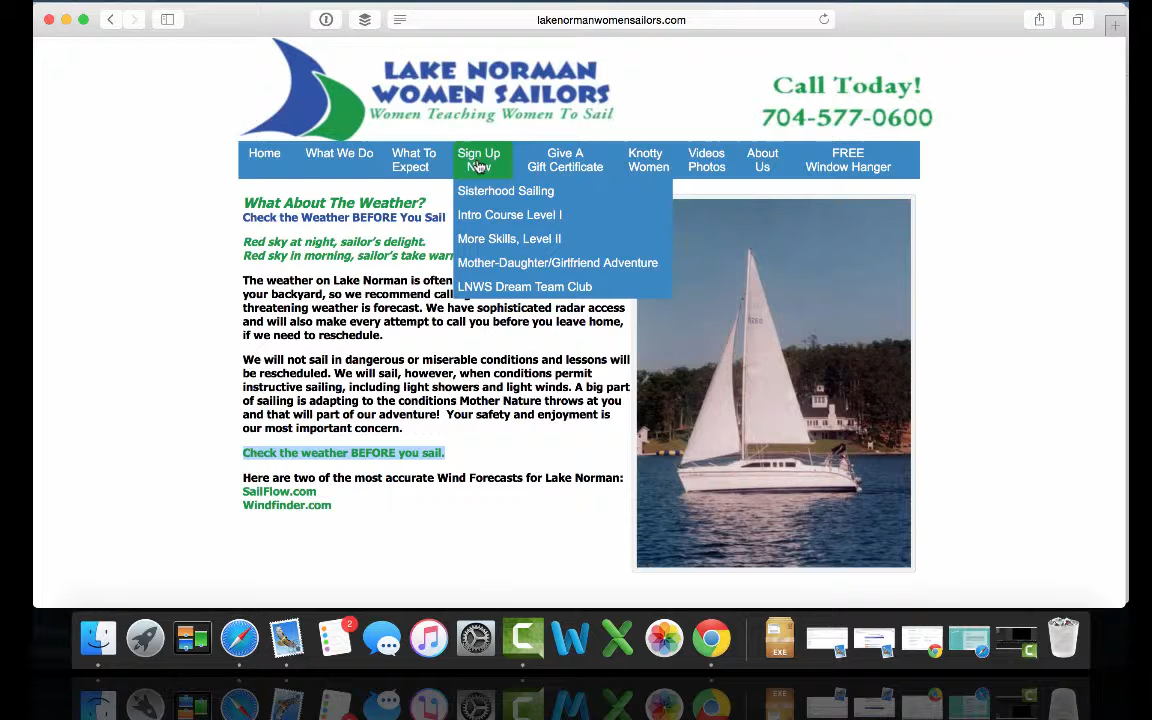 lakenormanwomensailors.com
LAKE NORMAN
WOMEN SAILORS
Women Teaching Women To Sail
Call Today!
704-577-0600
Home
What We Do
What To
Expect
Sign Up
Now
Give A
Gift Certificate
Knotty
Women
Videos
Photos
About
Us
FREE
Window Hanger
Sisterhood Sailing
Intro Course Level I
More Skills, Level II
Mother-Daughter/Girlfriend Adventure
LNWS Dream Team Club
What About The Weather?
Check the Weather BEFORE You Sail
Red sky at night, sailor's delight.
Red sky in morning, sailor's take
The weather on Lake Norman is often
your backyard, so we recommend
threatening weather is forecast. We have sophisticated radar access
and will also make every attempt to call you before you leave home,
if we need to reschedule.
We will not sail in dangerous or miserable conditions and lessons will
be rescheduled. We will sail, however, when conditions permit
instructive sailing, including light showers and light winds. A big part
of sailing is adapting to the conditions Mother Nature throws at you
and that will part of our adventure! Your safety and enjoyment is
our most important concern.
Check the weather BEFORE you sail.
Here are two of the most accurate Wind Forecasts for Lake Norman:
SailFlow.com
Windfinder.com
2
EXE